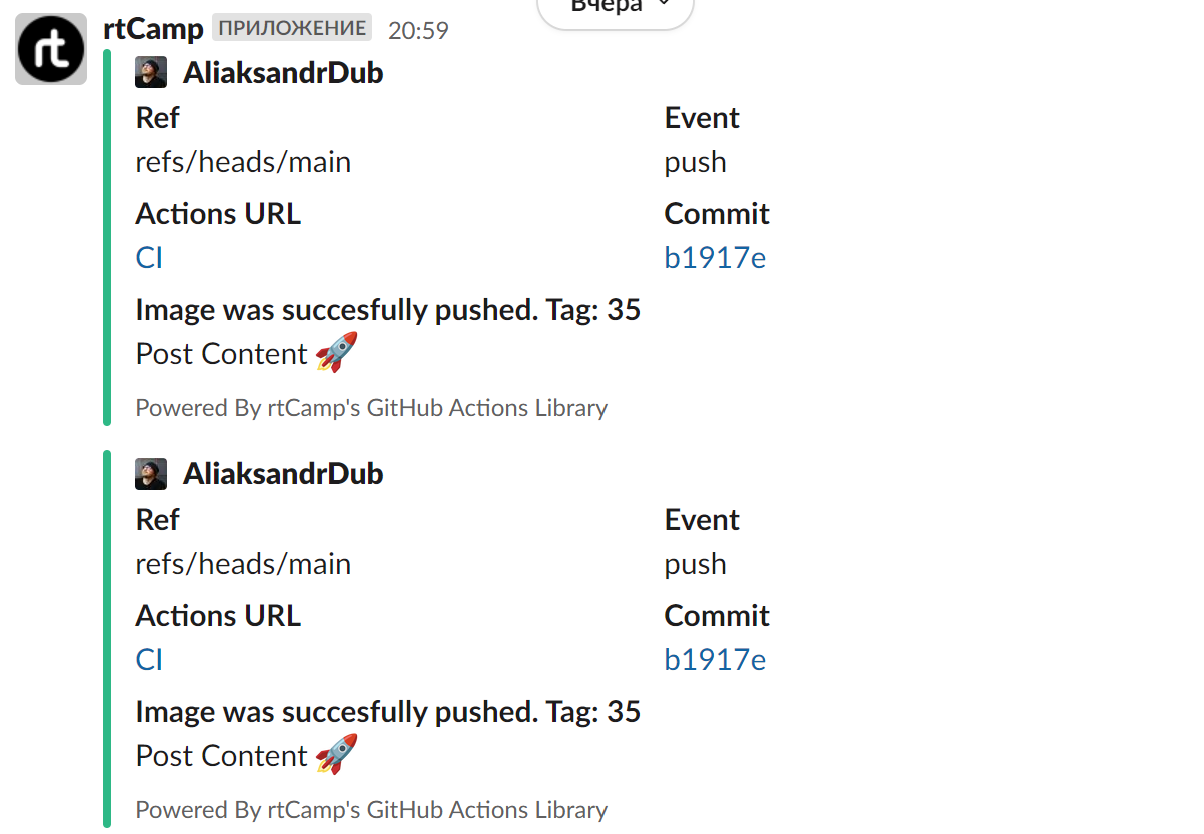 Вчера
rt
rtCamp ПРИЛОЖЕНИЕ 20:59
AliaksandrDub
Ref Event
refs/heads/main push
Actions URL Commit
CI b1917e
Image was succesfully pushed. Tag: 35
Post Content 🚀
Powered By rtCamp's GitHub Actions Library
AliaksandrDub
Ref Event
refs/heads/main push
Actions URL Commit
CI b1917e
Image was succesfully pushed. Tag: 35
Post Content 🚀
Powered By rtCamp's GitHub Actions Library